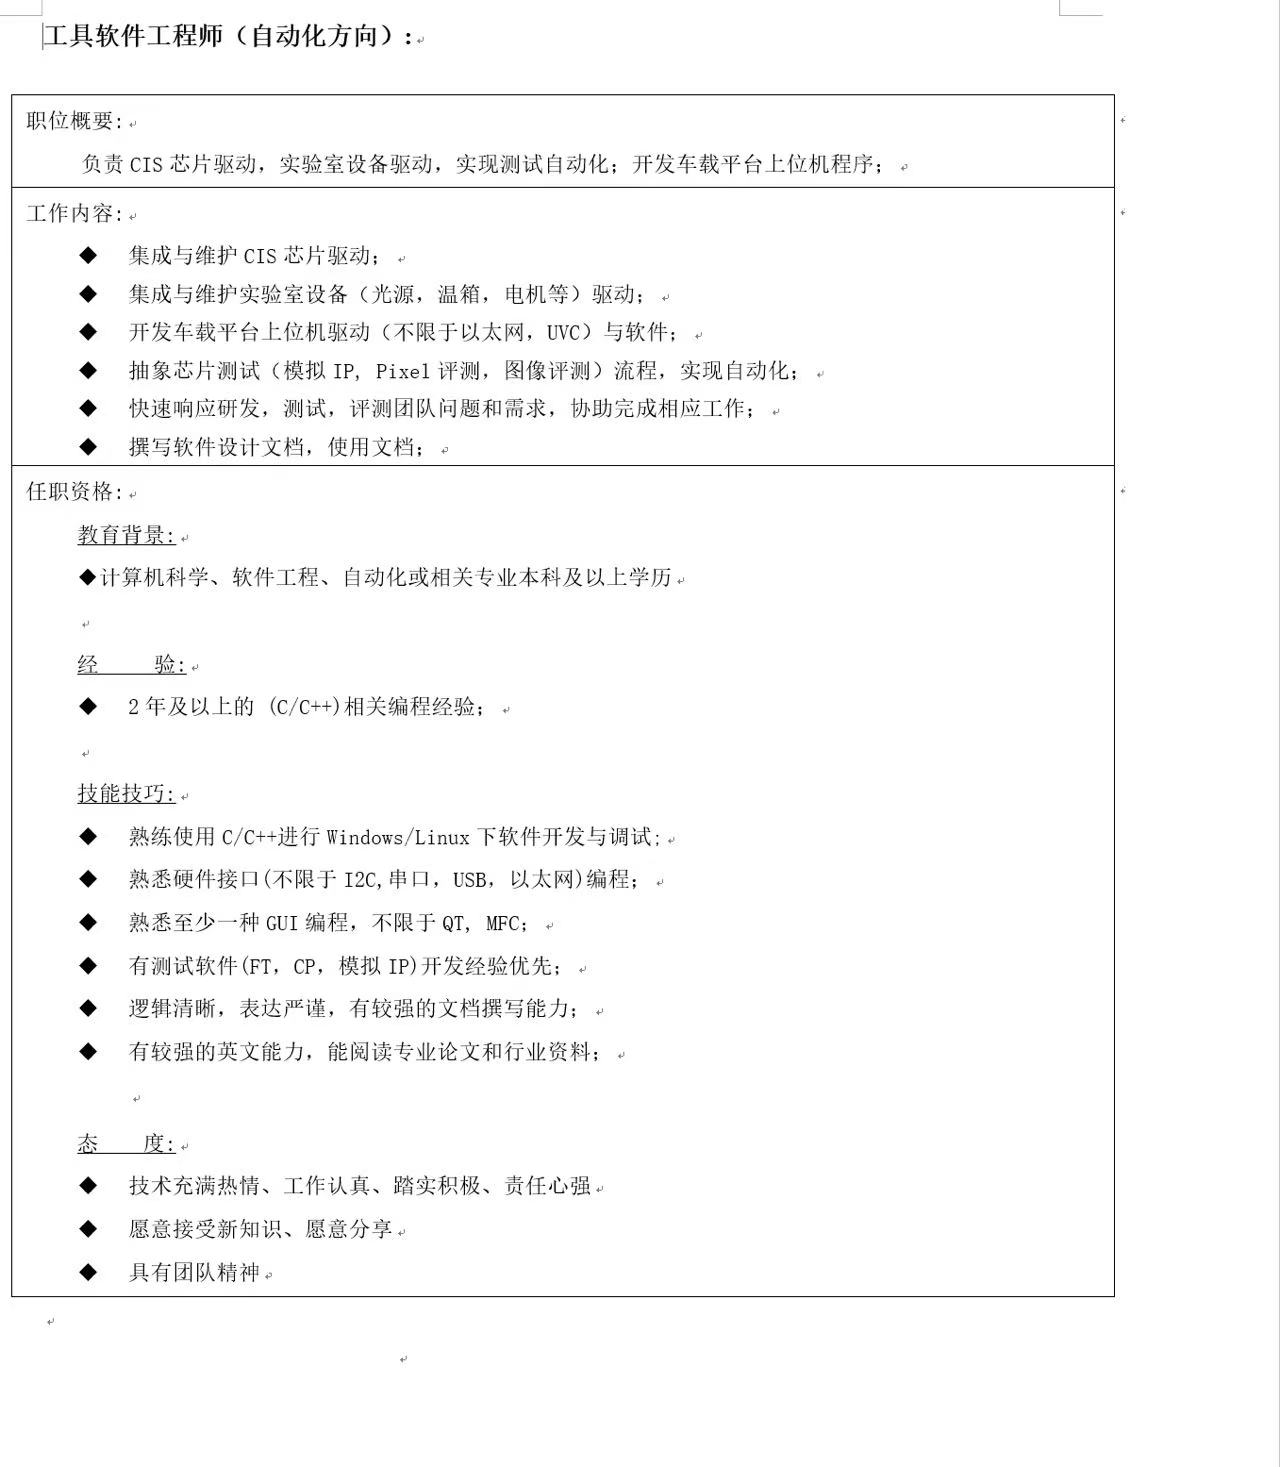 工具软件工程师（自动化方向）:
职位概要:
负责 CIS 芯片驱动，实验室设备驱动，实现测试自动化；开发车载平台上位机程序；
工作内容:
◆ 集成与维护 CIS 芯片驱动；
◆ 集成与维护实验室设备（光源，温箱，电机等）驱动；
◆ 开发车载平台上位机驱动（不限于以太网，UVC）与软件；
◆ 抽象芯片测试（模拟 IP, Pixel 评测，图像评测）流程，实现自动化；
◆ 快速响应研发，测试，评测团队问题和需求，协助完成相应工作；
◆ 撰写软件设计文档，使用文档；
任职资格:
教育背景:
◆计算机科学、软件工程、自动化或相关专业本科及以上学历
经 验:
◆ 2 年及以上的 (C/C++)相关编程经验；
技能技巧:
◆ 熟练使用 C/C++进行 Windows/Linux 下软件开发与调试;
◆ 熟悉硬件接口(不限于 I2C,串口，USB，以太网)编程；
◆ 熟悉至少一种 GUI 编程，不限于 QT, MFC；
◆ 有测试软件(FT，CP，模拟 IP)开发经验优先；
◆ 逻辑清晰，表达严谨，有较强的文档撰写能力；
◆ 有较强的英文能力，能阅读专业论文和行业资料；
态 度:
◆ 技术充满热情、工作认真、踏实积极、责任心强
◆ 愿意接受新知识、愿意分享
◆ 具有团队精神